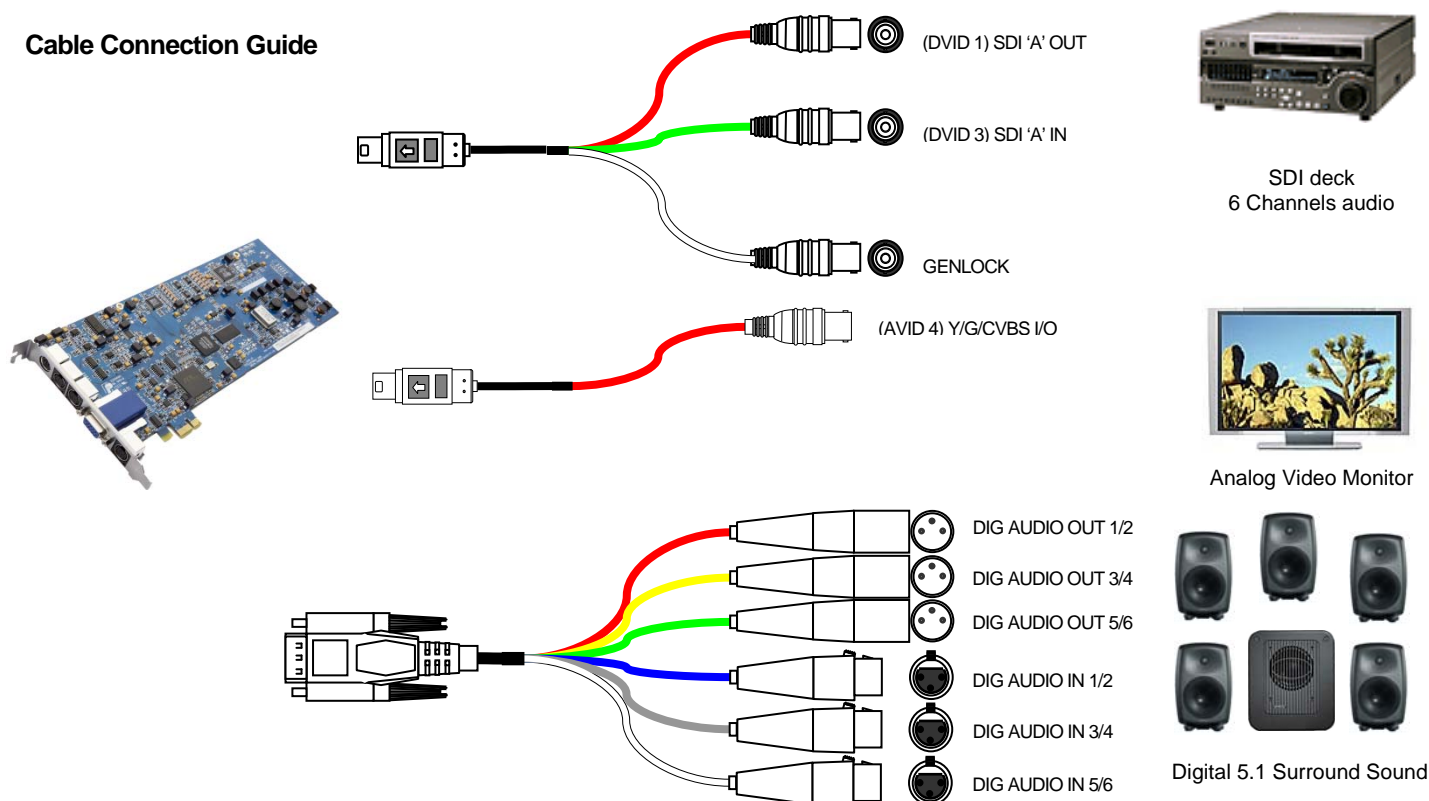 Cable Connection Guide
(DVID 1) SDI ‘A’ OUT
(DVID 3) SDI ‘A’ IN
GENLOCK
(AVID 4) Y/G/CVBS I/O
SDI deck
6 Channels audio
Analog Video Monitor
DIG AUDIO OUT 1/2
DIG AUDIO OUT 3/4
DIG AUDIO OUT 5/6
DIG AUDIO IN 1/2
DIG AUDIO IN 3/4
DIG AUDIO IN 5/6
Digital 5.1 Surround Sound